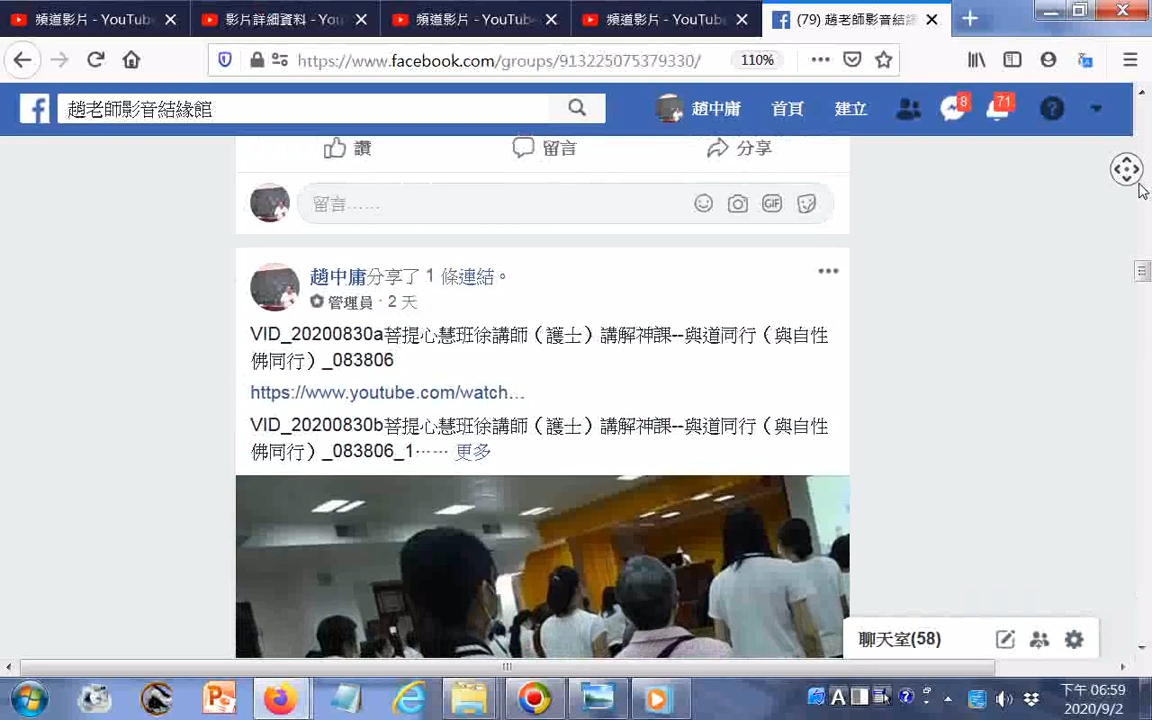 頻道影片 - YouTube
影片詳細資料 - You
頻道影片 - YouTube
頻道影片 - YouTube
(79) 趙老師影音結緣
https://www.facebook.com/groups/913225075379330/
110%
趙老師影音結緣館
趙中庸
首頁
建立
8
71
讚
留言
分享
留言……
GIF
趙中庸分享了 1 條連結。
管理員 · 2 天
VID_20200830a菩提心慧班徐講師（護士）講解神課--與道同行（與自性
佛同行）_083806
https://www.youtube.com/watch…
VID_20200830b菩提心慧班徐講師（護士）講解神課--與道同行（與自性
佛同行）_083806_1⋯⋯ 更多
聊天室(58)
下午 06:59
2020/9/2